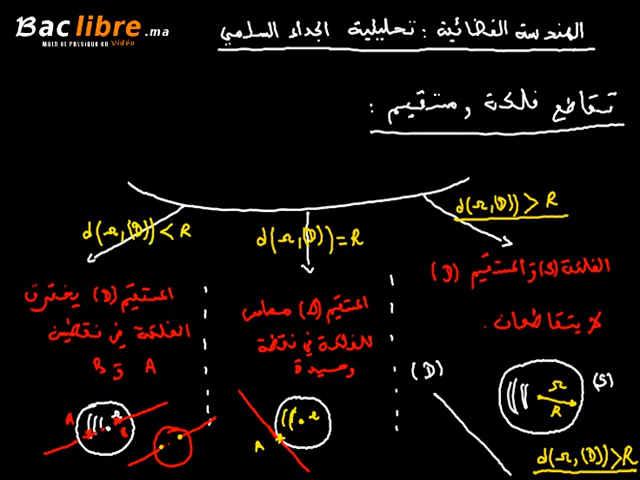 Bac libre.ma
Math et Physique en Vidéo
الهندسة الفضائية : تحليلية الجداء السلمي
تقاطع فلكة ومستقيم :
d(Ω,(D)) > R
الفلكة (S) و المستقيم (D)
لا يتقاطعان.
(D)
(S)
Ω
R
d(Ω,(D)) > R
d(Ω,(D)) = R
المستقيم (D) مماس
للفلكة في نقطة
وحيدة
Ω
A
d(Ω,(D)) < R
المستقيم (D) يخترق
الفلكة في نقطتين
A و B
A
Ω
B